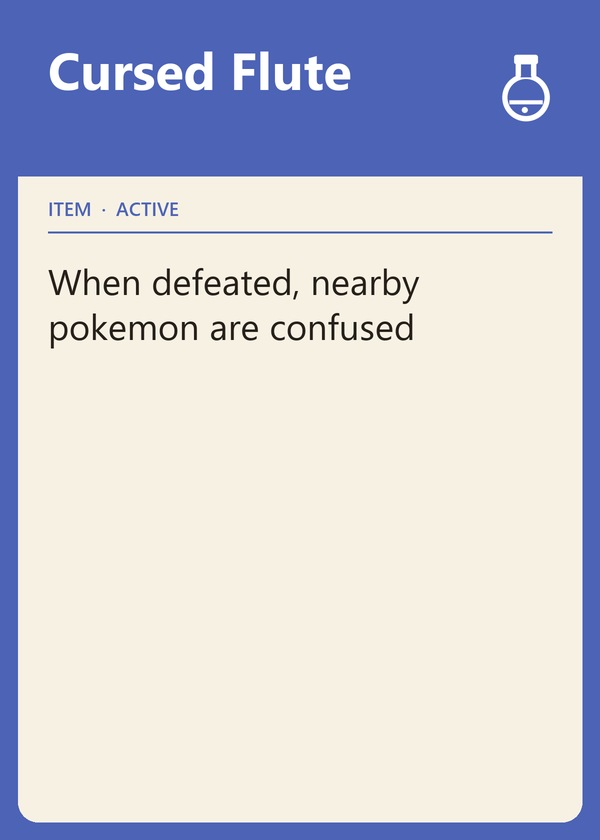 Cursed Flute
ITEM · ACTIVE
When defeated, nearby
pokemon are confused